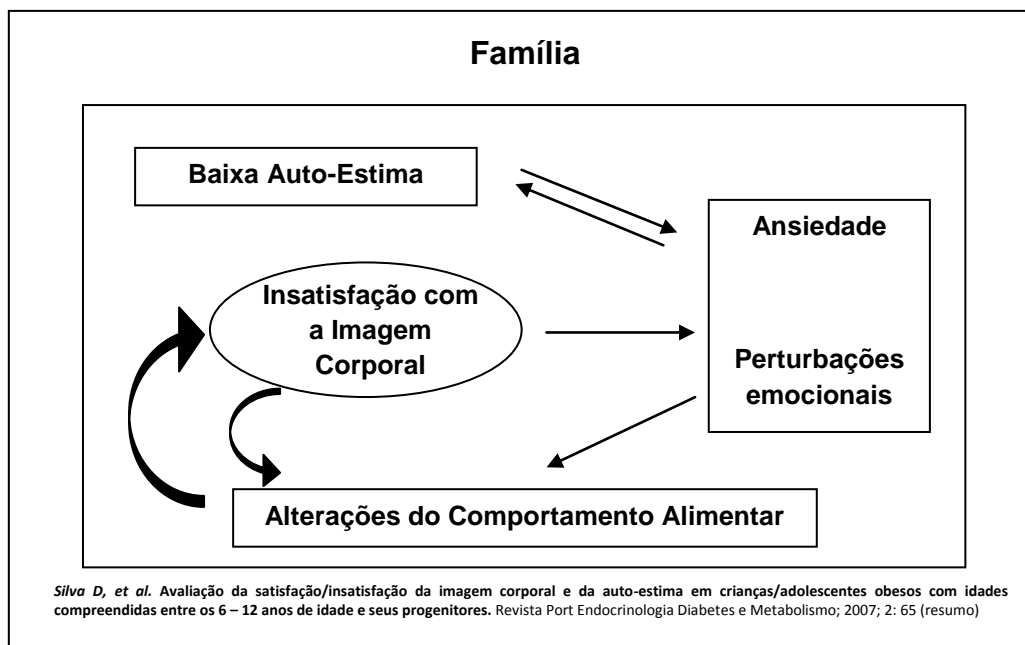 Família
Baixa Auto-Estima
Ansiedade
Insatisfação com
a Imagem
Corporal
Perturbações
emocionais
Alterações do Comportamento Alimentar
Silva D, et al. Avaliação da satisfação/insatisfação da imagem corporal e da auto-estima em crianças/adolescentes obesos com idades
compreendidas entre os 6 – 12 anos de idade e seus progenitores. Revista Port Endocrinologia Diabetes e Metabolismo; 2007; 2: 65 (resumo)